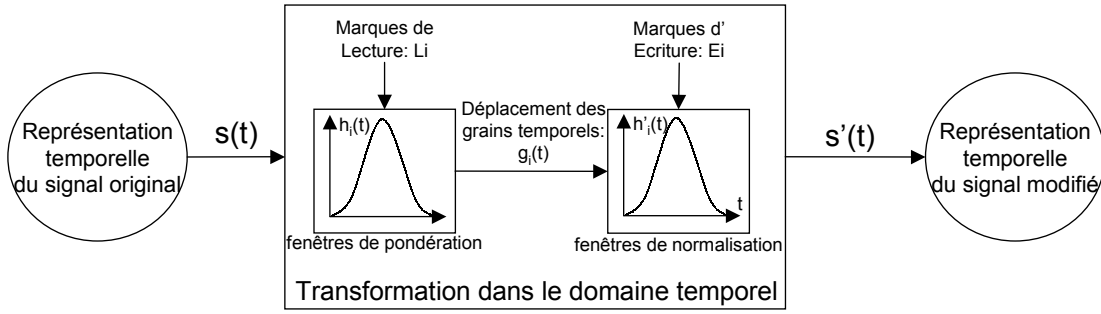 Représentation
temporelle
du signal original
s(t)
Marques de
Lecture: Li
hi(t)
fenêtres de pondération
Déplacement des
grains temporels:
gi(t)
Marques d’
Ecriture: Ei
h’i(t)
t
fenêtres de normalisation
Transformation dans le domaine temporel
s’(t)
Représentation
temporelle
du signal modifié